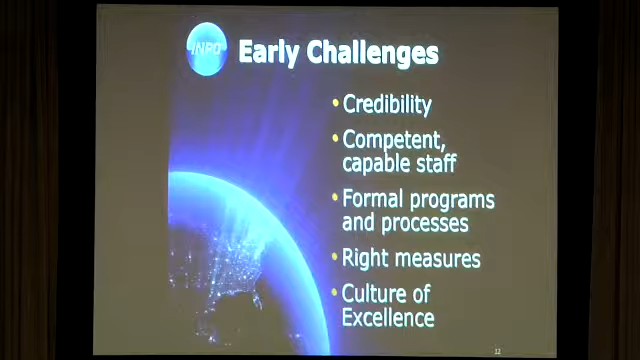 INPO
Early Challenges
• Credibility
• Competent,
capable staff
• Formal programs
and processes
• Right measures
• Culture of
Excellence
12